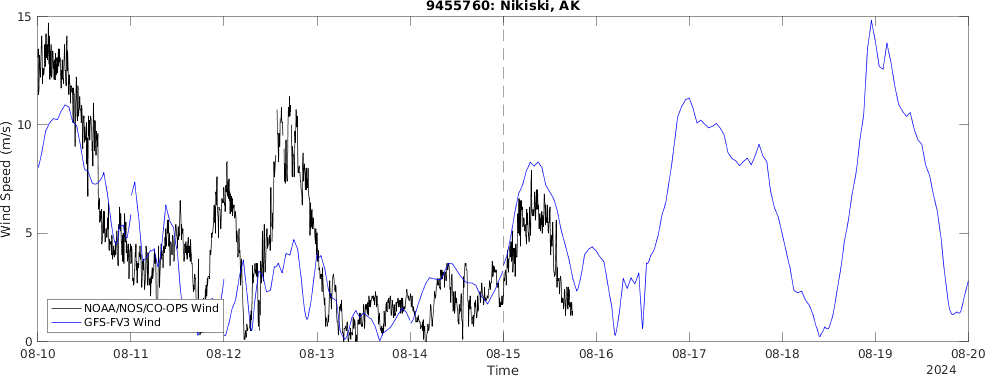 9455760: Nikiski, AK
15
10
5
0
Wind Speed (m/s)
NOAA/NOS/CO-OPS Wind
GFS-FV3 Wind
08-10 08-11 08-12 08-13 08-14 08-15 08-16 08-17 08-18 08-19 08-20
Time
2024